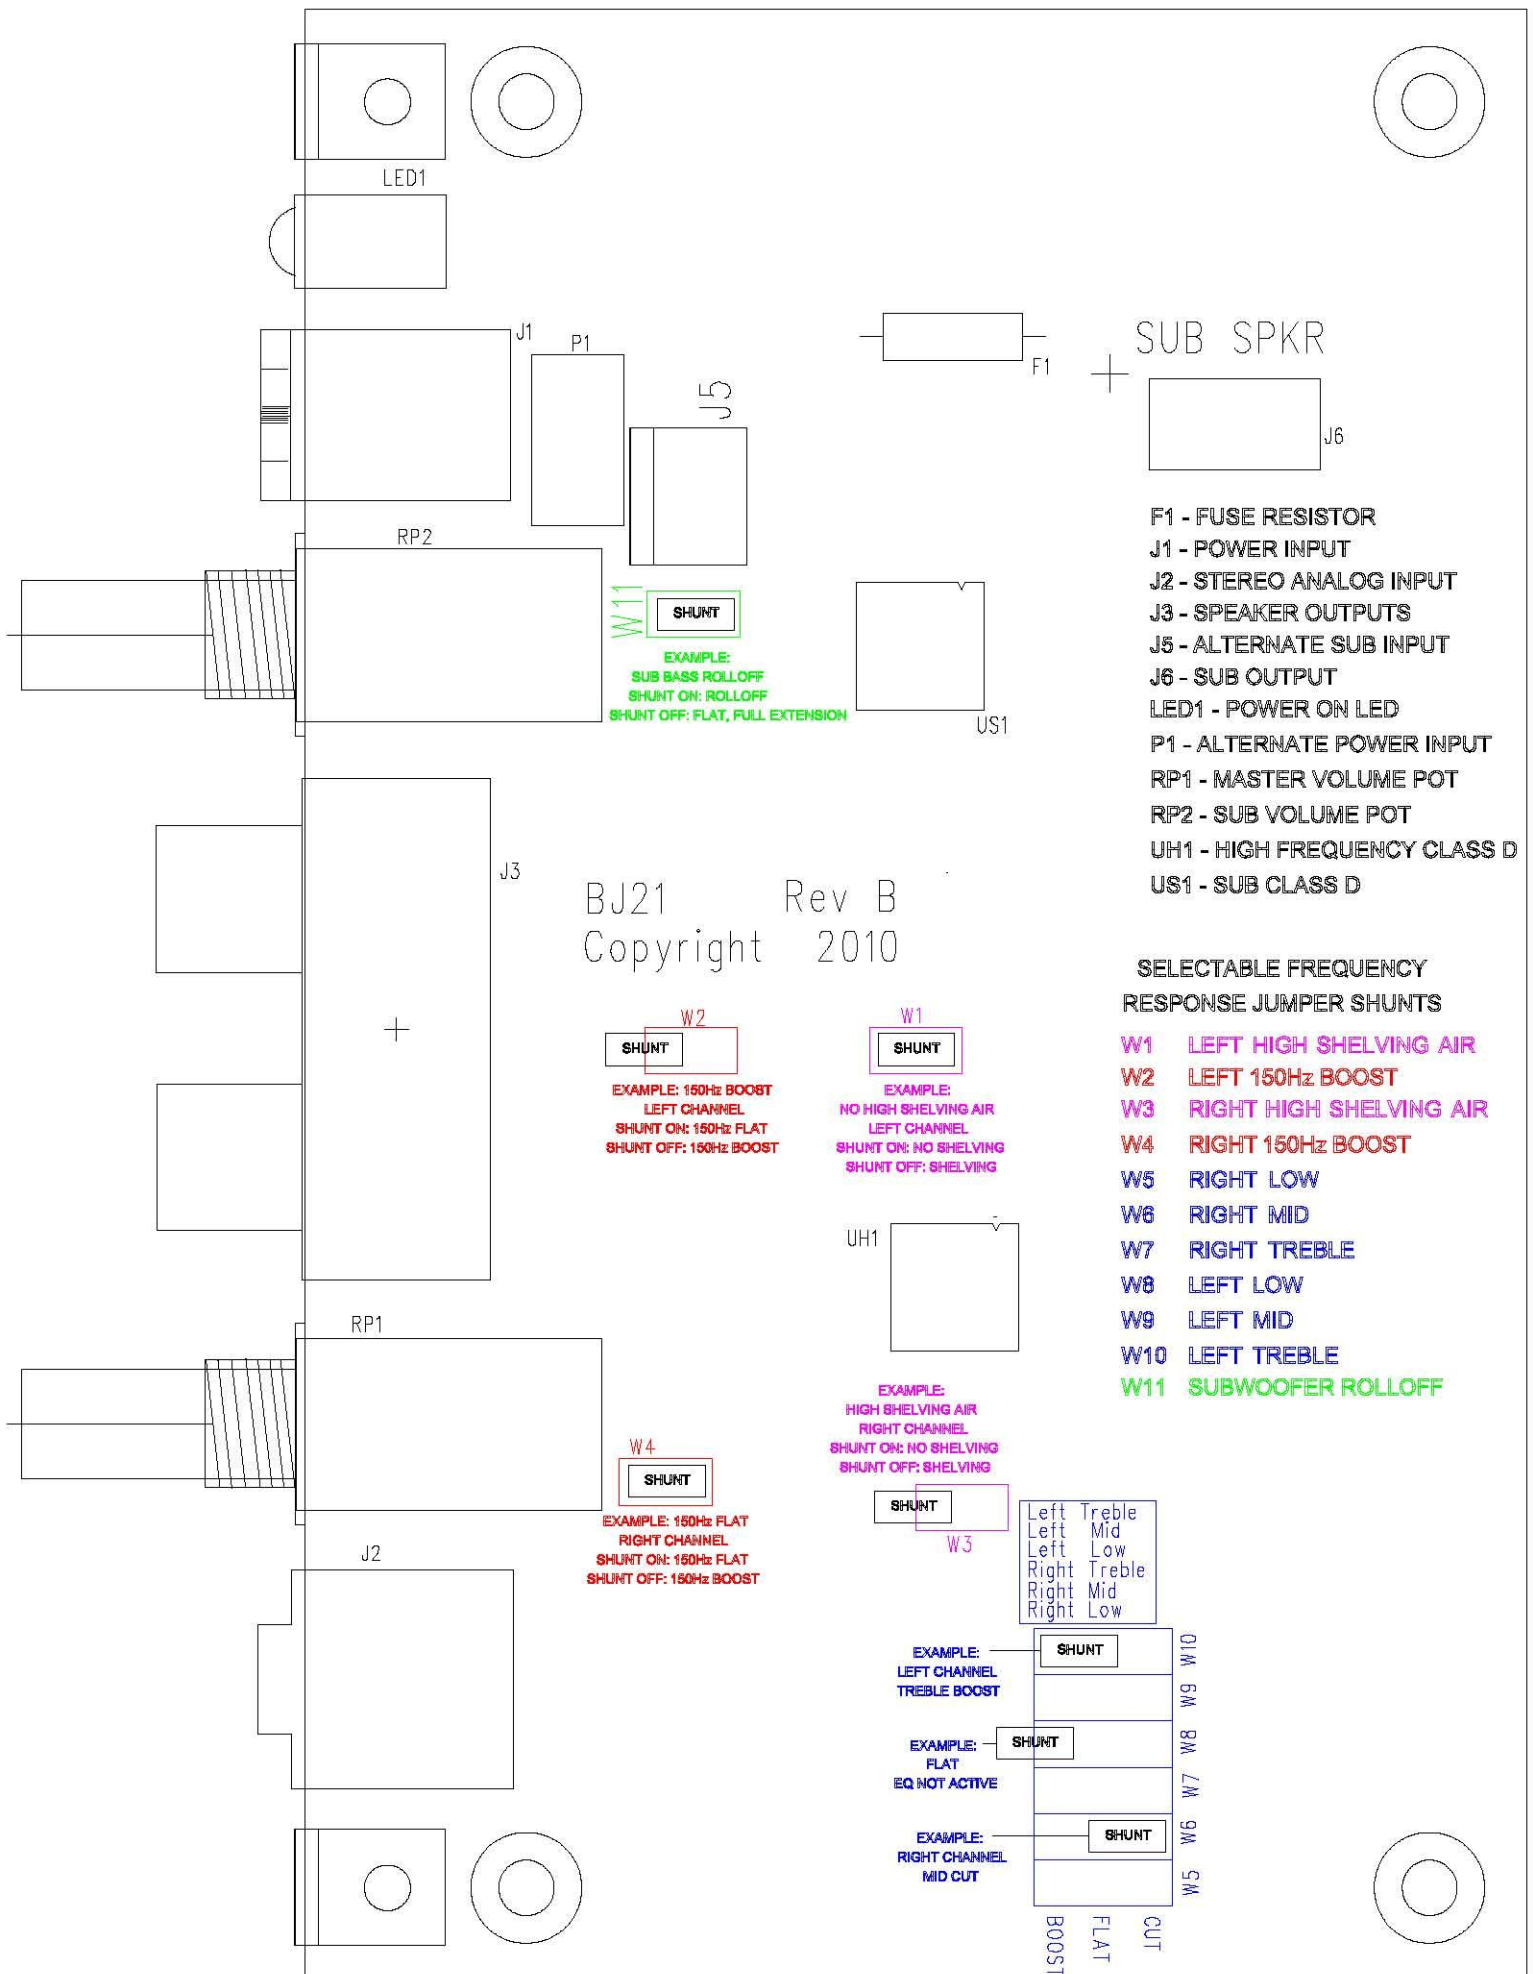 LED1
J1
P1
J5
F1
SUB SPKR
J6
RP2
W11
SHUNT
EXAMPLE:
SUB BASS ROLLOFF
SHUNT ON: ROLLOFF
SHUNT OFF: FLAT, FULL EXTENSION
US1
F1 - FUSE RESISTOR
J1 - POWER INPUT
J2 - STEREO ANALOG INPUT
J3 - SPEAKER OUTPUTS
J5 - ALTERNATE SUB INPUT
J6 - SUB OUTPUT
LED1 - POWER ON LED
P1 - ALTERNATE POWER INPUT
RP1 - MASTER VOLUME POT
RP2 - SUB VOLUME POT
UH1 - HIGH FREQUENCY CLASS D
US1 - SUB CLASS D
J3
BJ21 Rev B
Copyright 2010
SELECTABLE FREQUENCY
RESPONSE JUMPER SHUNTS
W1 LEFT HIGH SHELVING AIR
W2 LEFT 150Hz BOOST
W3 RIGHT HIGH SHELVING AIR
W4 RIGHT 150Hz BOOST
W5 RIGHT LOW
W6 RIGHT MID
W7 RIGHT TREBLE
W8 LEFT LOW
W9 LEFT MID
W10 LEFT TREBLE
W11 SUBWOOFER ROLLOFF
W2
SHUNT
EXAMPLE: 150Hz BOOST
LEFT CHANNEL
SHUNT ON: 150Hz FLAT
SHUNT OFF: 150Hz BOOST
W1
SHUNT
EXAMPLE:
NO HIGH SHELVING AIR
LEFT CHANNEL
SHUNT ON: NO SHELVING
SHUNT OFF: SHELVING
UH1
RP1
EXAMPLE:
HIGH SHELVING AIR
RIGHT CHANNEL
SHUNT ON: NO SHELVING
SHUNT OFF: SHELVING
SHUNT
W3
W4
SHUNT
EXAMPLE: 150Hz FLAT
RIGHT CHANNEL
SHUNT ON: 150Hz FLAT
SHUNT OFF: 150Hz BOOST
J2
Left Treble
Left Mid
Left Low
Right Treble
Right Mid
Right Low
EXAMPLE:
LEFT CHANNEL
TREBLE BOOST
SHUNT
W10
W9
EXAMPLE:
FLAT
EQ NOT ACTIVE
SHUNT
W8
W7
EXAMPLE:
RIGHT CHANNEL
MID CUT
SHUNT
W6
W5
BOOST
FLAT
CUT